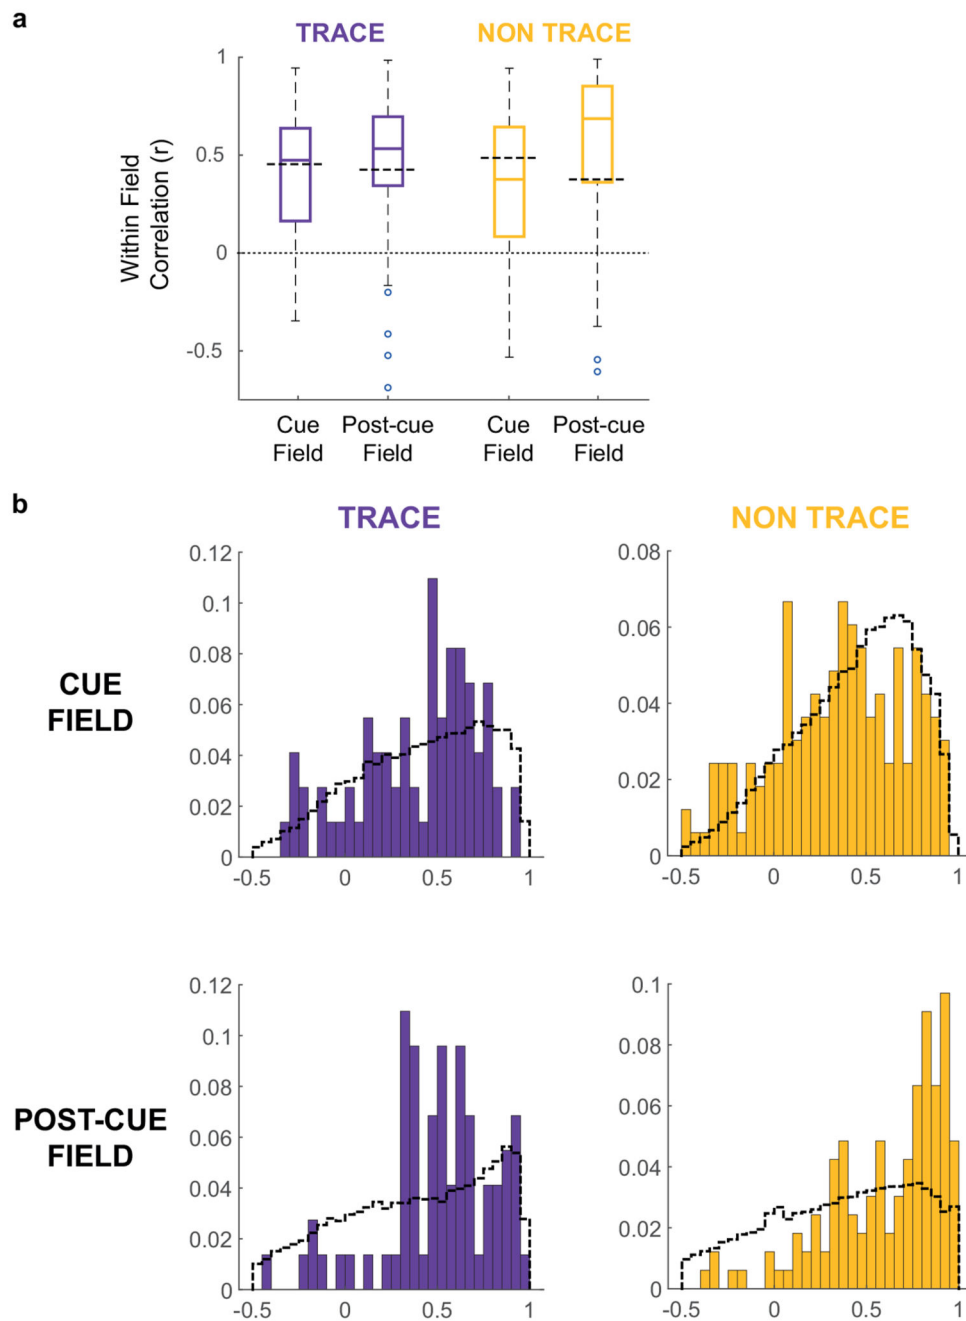 a
TRACE NON TRACE
1
0.5
0
-0.5
Within Field
Correlation (r)
Cue Post-cue Cue Post-cue
Field Field Field Field
b
TRACE NON TRACE
CUE
FIELD
0.12
0.1
0.08
0.06
0.04
0.02
0
-0.5 0 0.5 1
0.08
0.06
0.04
0.02
0
-0.5 0 0.5 1
POST-CUE
FIELD
0.12
0.1
0.08
0.06
0.04
0.02
0
-0.5 0 0.5 1
0.1
0.08
0.06
0.04
0.02
0
-0.5 0 0.5 1